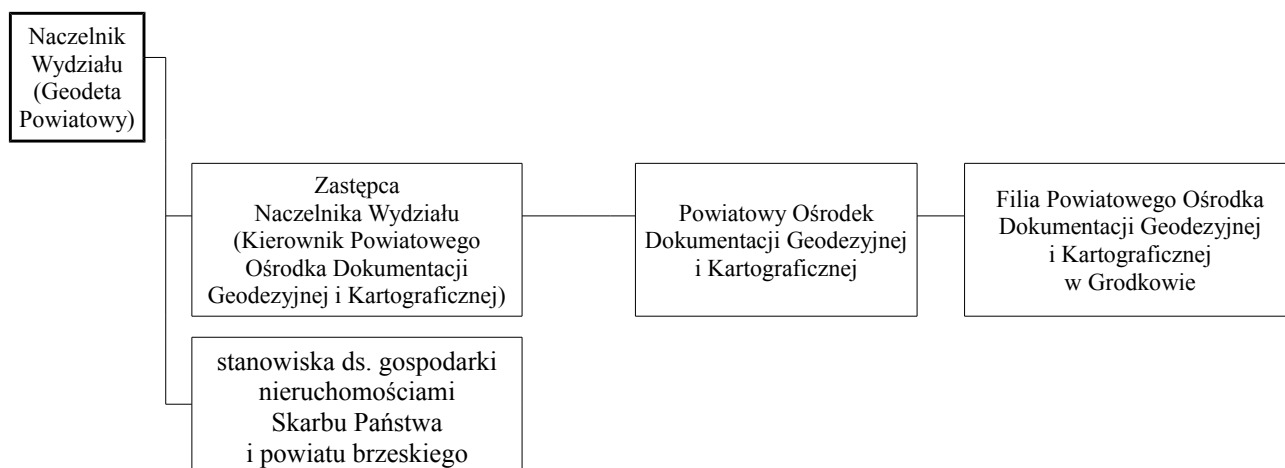 Naczelnik
Wydziału
(Geodeta
Powiatowy)
Zastępca
Naczelnika Wydziału
(Kierownik Powiatowego
Ośrodka Dokumentacji
Geodezyjnej i Kartograficznej)
Powiatowy Ośrodek
Dokumentacji Geodezyjnej
i Kartograficznej
Filia Powiatowego Ośrodka
Dokumentacji Geodezyjnej
i Kartograficznej
w Grodkowie
stanowiska ds. gospodarki
nieruchomościami
Skarbu Państwa
i powiatu brzeskiego